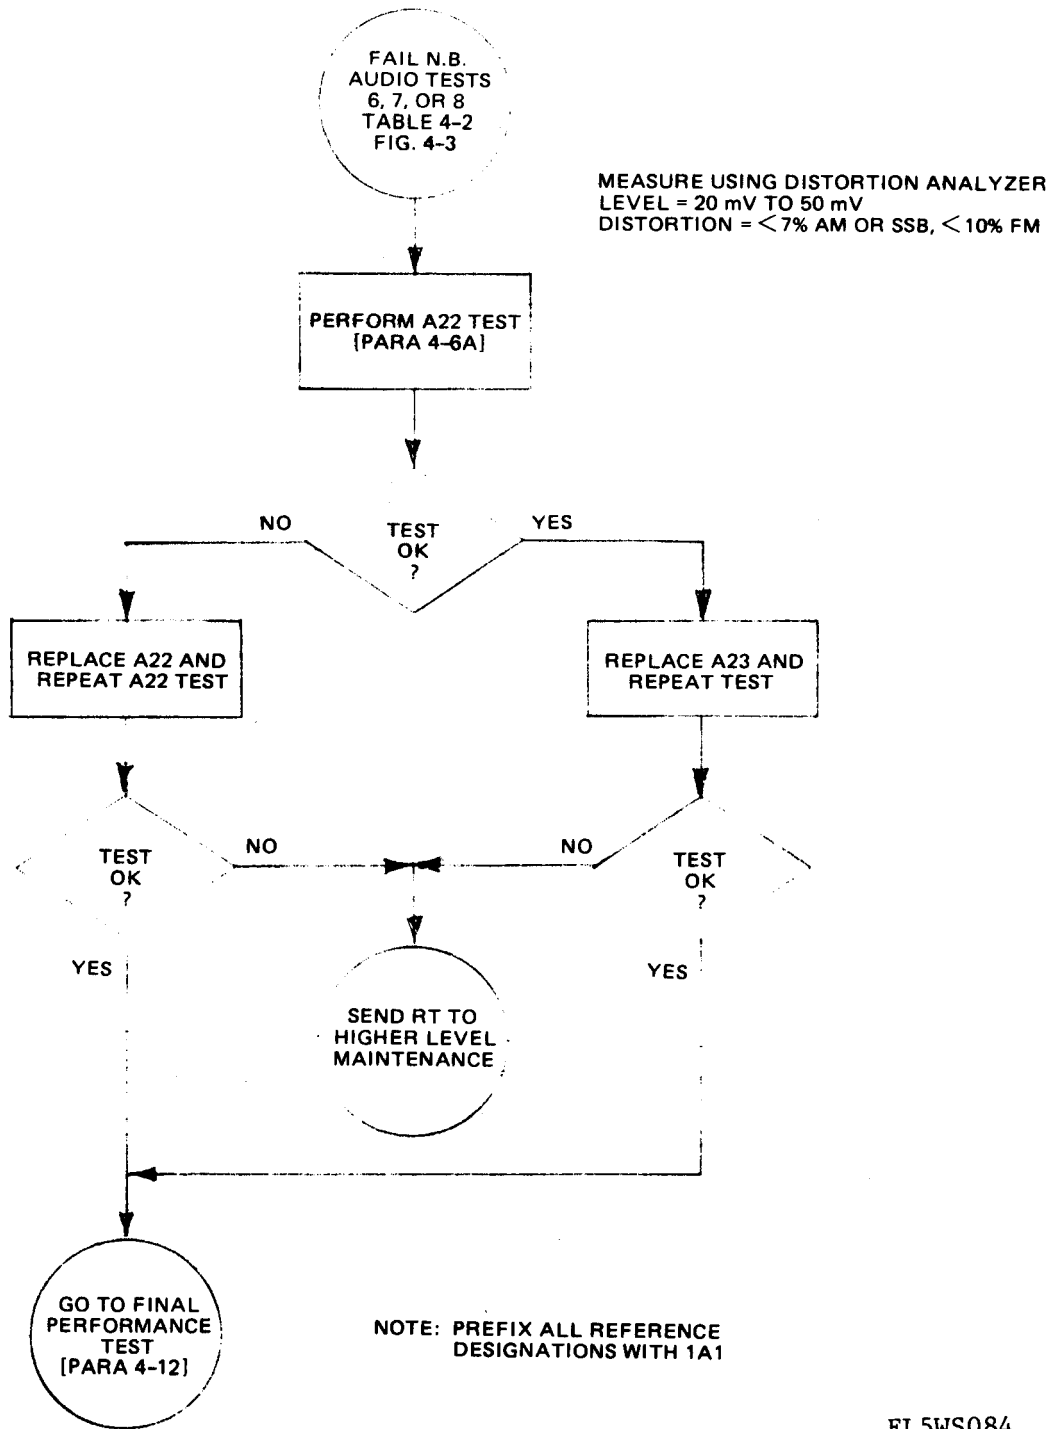 FAIL N.B.
AUDIO TESTS
6, 7, OR 8
TABLE 4-2
FIG. 4-3
MEASURE USING DISTORTION ANALYZER
LEVEL = 20 mV TO 50 mV
DISTORTION = <7% AM OR SSB, <10% FM
PERFORM A22 TEST
[PARA 4-6A]
TEST
OK
?
NO
YES
REPLACE A22 AND
REPEAT A22 TEST
REPLACE A23 AND
REPEAT TEST
TEST
OK
?
NO
NO
TEST
OK
?
YES
YES
SEND RT TO
HIGHER LEVEL
MAINTENANCE
GO TO FINAL
PERFORMANCE
TEST
[PARA 4-12]
NOTE: PREFIX ALL REFERENCE
DESIGNATIONS WITH 1A1
EL5WS084